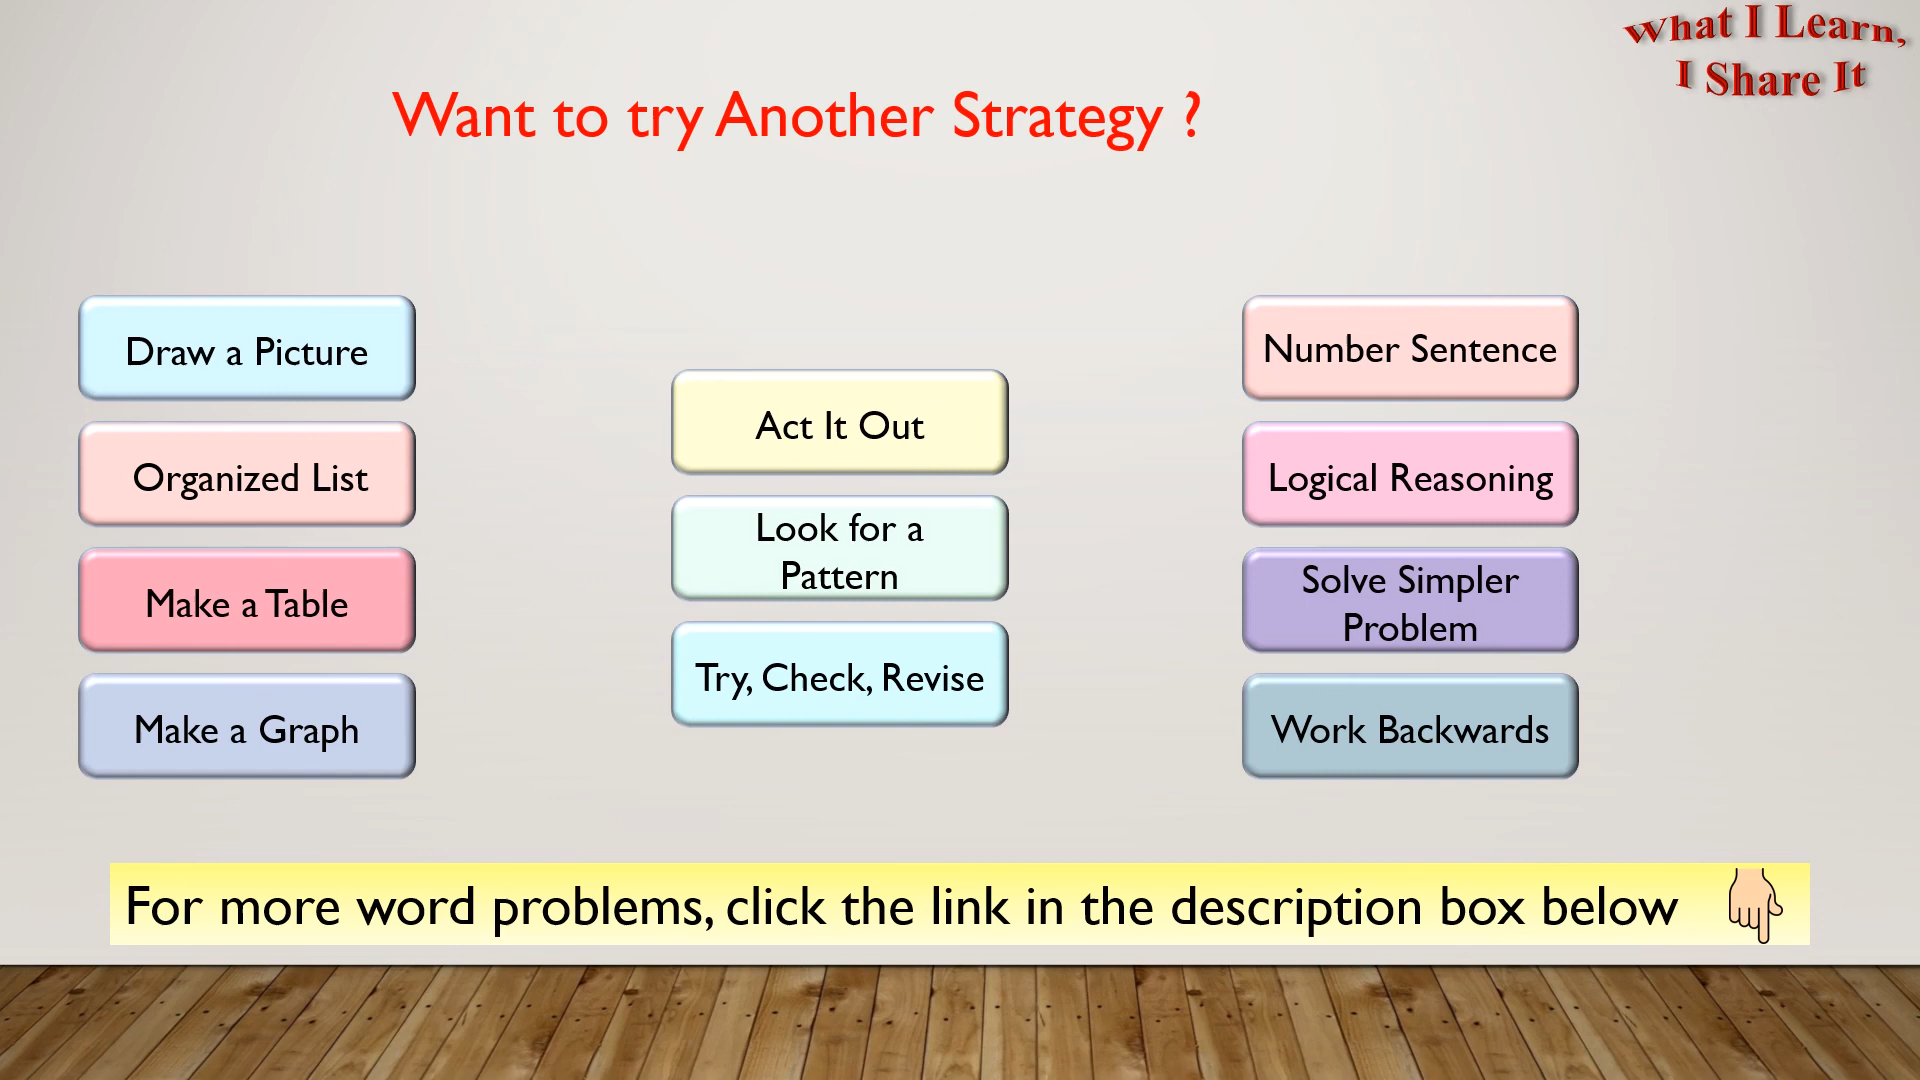 What I Learn,
I Share It
Want to try Another Strategy ?
Draw a Picture
Organized List
Make a Table
Make a Graph
Act It Out
Look for a
Pattern
Try, Check, Revise
Number Sentence
Logical Reasoning
Solve Simpler
Problem
Work Backwards
For more word problems, click the link in the description box below